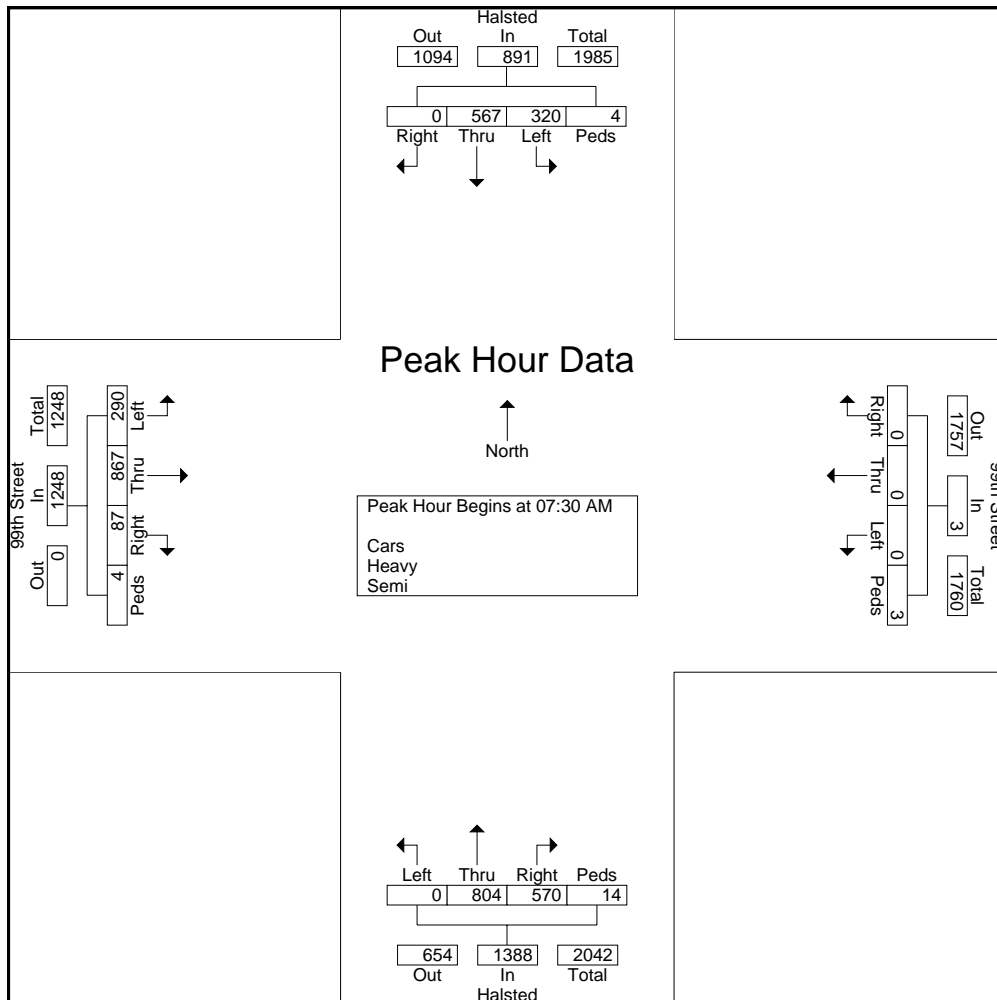 Halsted
Out In Total
1094 891 1985
0 567 320 4
Right Thru Left Peds
Peak Hour Data
North
Peak Hour Begins at 07:30 AM
Cars
Heavy
Semi
99th Street
Out In Total
0 1248 1248
290 867 87 4
Left Thru Right Peds
99th Street
Out In Total
1757 3 1760
0 0 0 3
Right Thru Left Peds
Left Thru Right Peds
0 804 570 14
654 1388 2042
Out In Total
Halsted